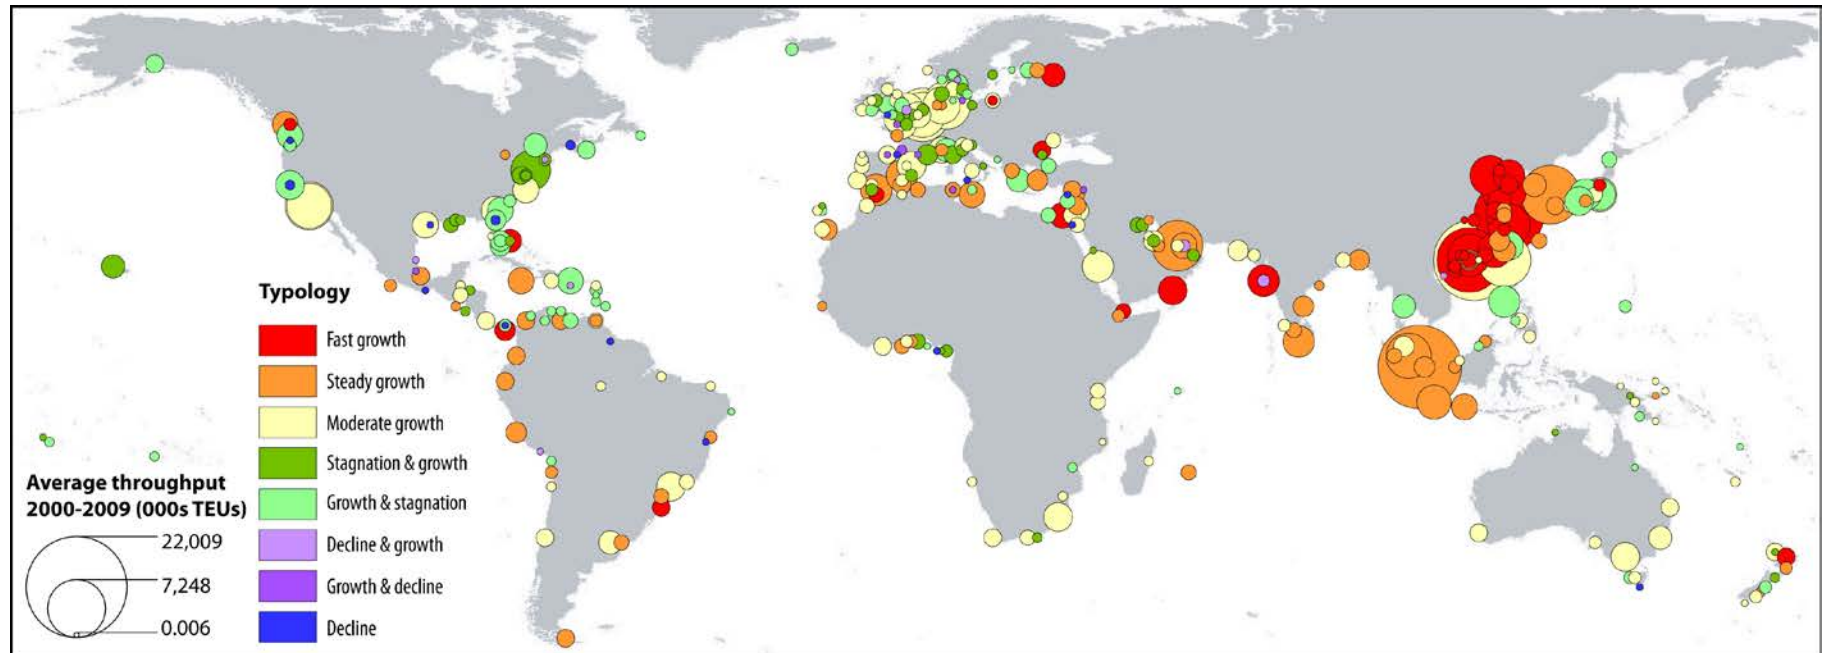 Typology
Fast growth
Steady growth
Moderate growth
Stagnation & growth
Growth & stagnation
Decline & growth
Growth & decline
Decline
Average throughput
2000-2009 (000s TEUs)
22,009
7,248
0.006